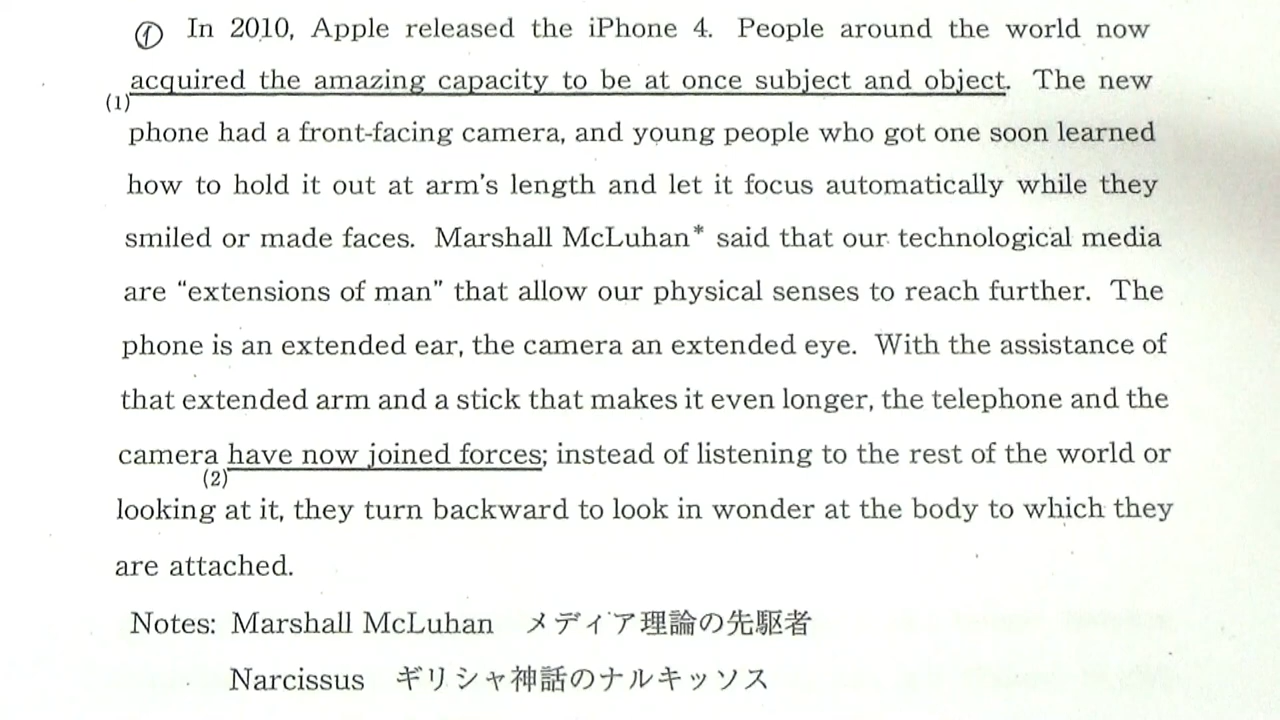 ① In 2010, Apple released the iPhone 4. People around the world now
(1) acquired the amazing capacity to be at once subject and object. The new
phone had a front-facing camera, and young people who got one soon learned
how to hold it out at arm's length and let it focus automatically while they
smiled or made faces. Marshall McLuhan* said that our technological media
are “extensions of man” that allow our physical senses to reach further. The
phone is an extended ear, the camera an extended eye. With the assistance of
that extended arm and a stick that makes it even longer, the telephone and the
camera (2) have now joined forces; instead of listening to the rest of the world or
looking at it, they turn backward to look in wonder at the body to which they
are attached.
Notes: Marshall McLuhan メディア理論の先駆者
Narcissus ギリシャ神話のナルキッソス